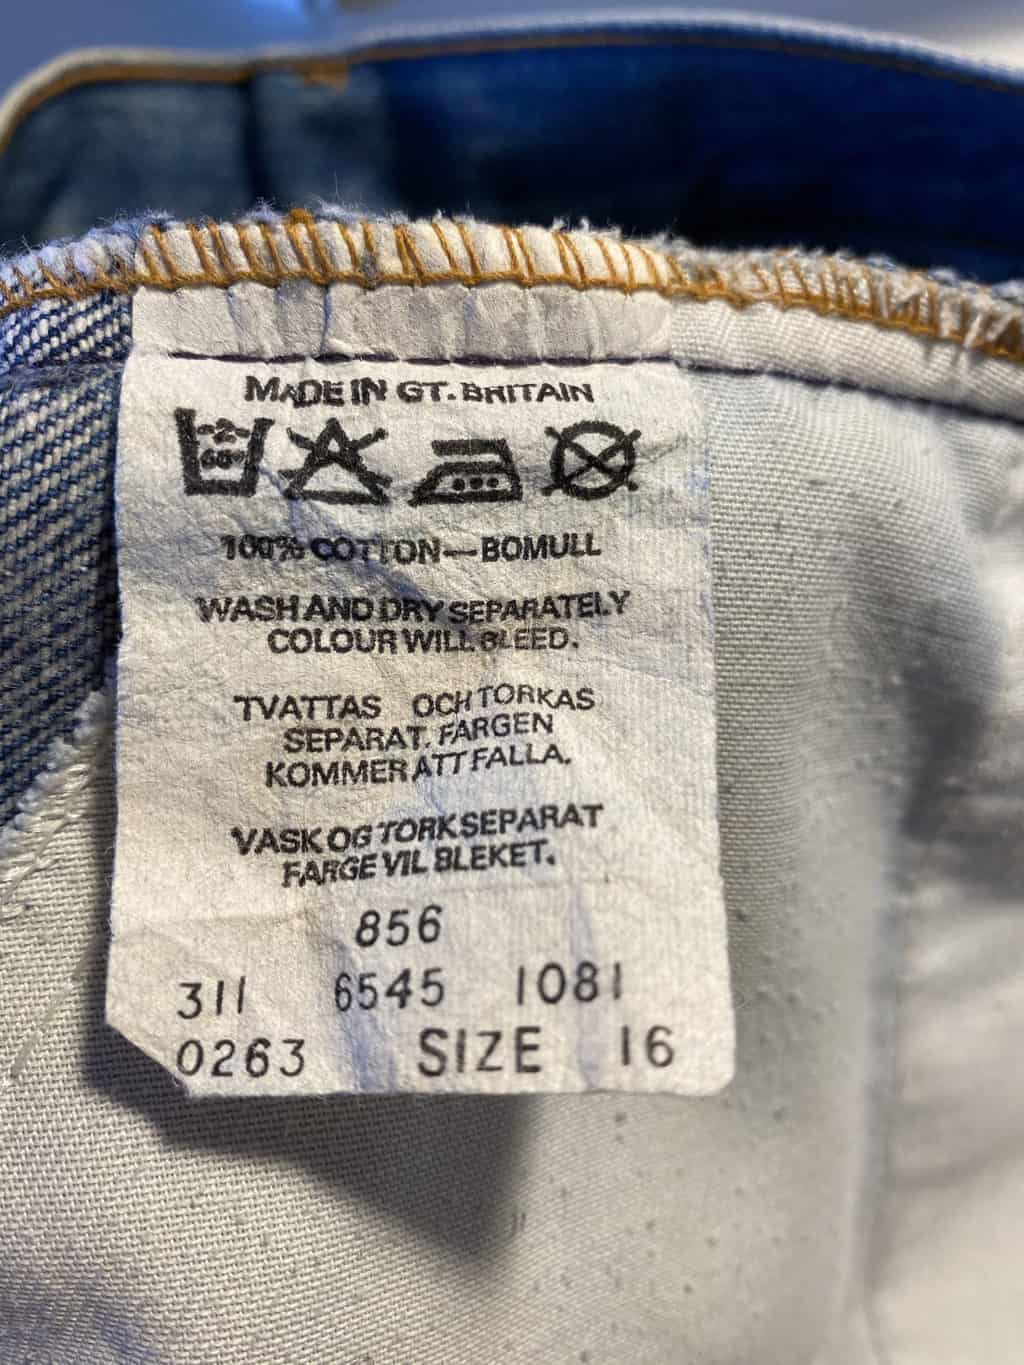 MADE IN GT. BRITAIN
60°
100% COTTON—BOMULL
WASH AND DRY SEPARATELY
COLOUR WILL BLEED.
TVATTAS OCH TORKAS
SEPARAT. FARGEN
KOMMER ATT FALLA.
VASK OG TORK SEPARAT
FARGE VIL BLEKET.
856
311 6545 1081
0263 SIZE 16